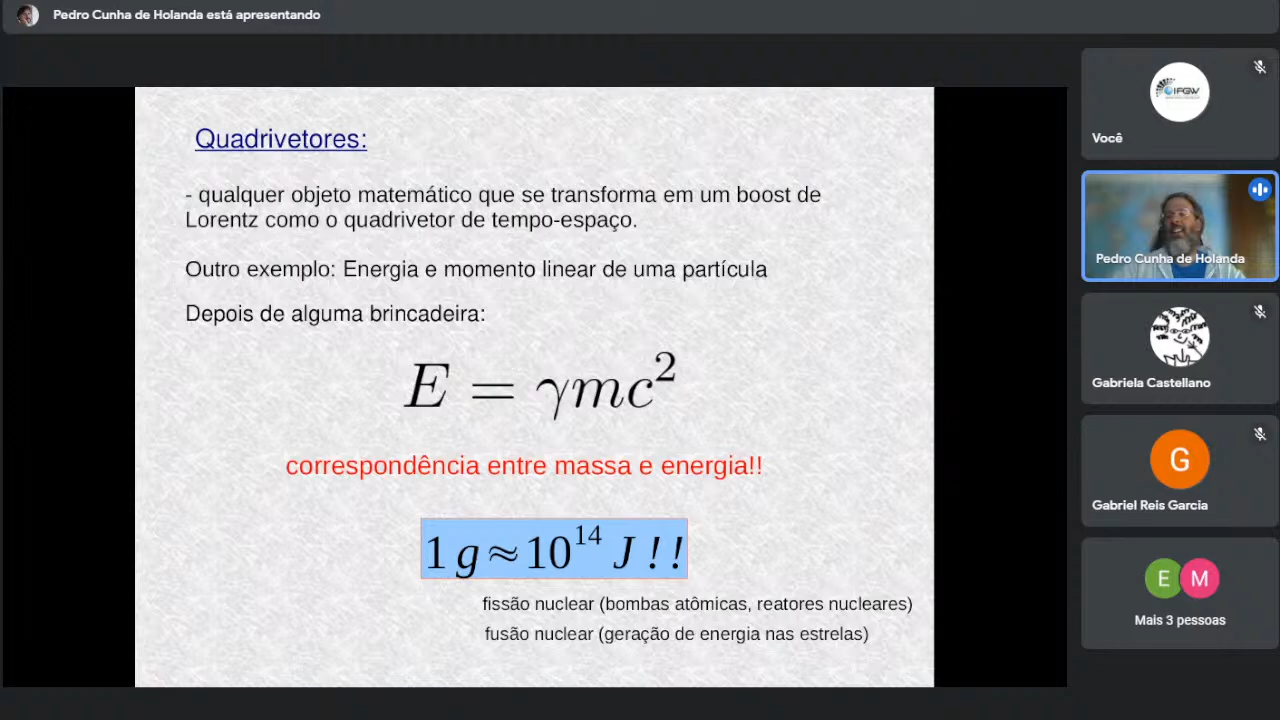 Pedro Cunha de Holanda está apresentando
Quadrivetores:
- qualquer objeto matemático que se transforma em um boost de
Lorentz como o quadrivetor de tempo-espaço.
Outro exemplo: Energia e momento linear de uma partícula
Depois de alguma brincadeira:
E = γmc²
correspondência entre massa e energia!!
1 g ≈ 10¹⁴ J ! !
fissão nuclear (bombas atômicas, reatores nucleares)
fusão nuclear (geração de energia nas estrelas)
IFGW
Você
Pedro Cunha de Holanda
Gabriela Castellano
G
Gabriel Reis Garcia
E M
Mais 3 pessoas